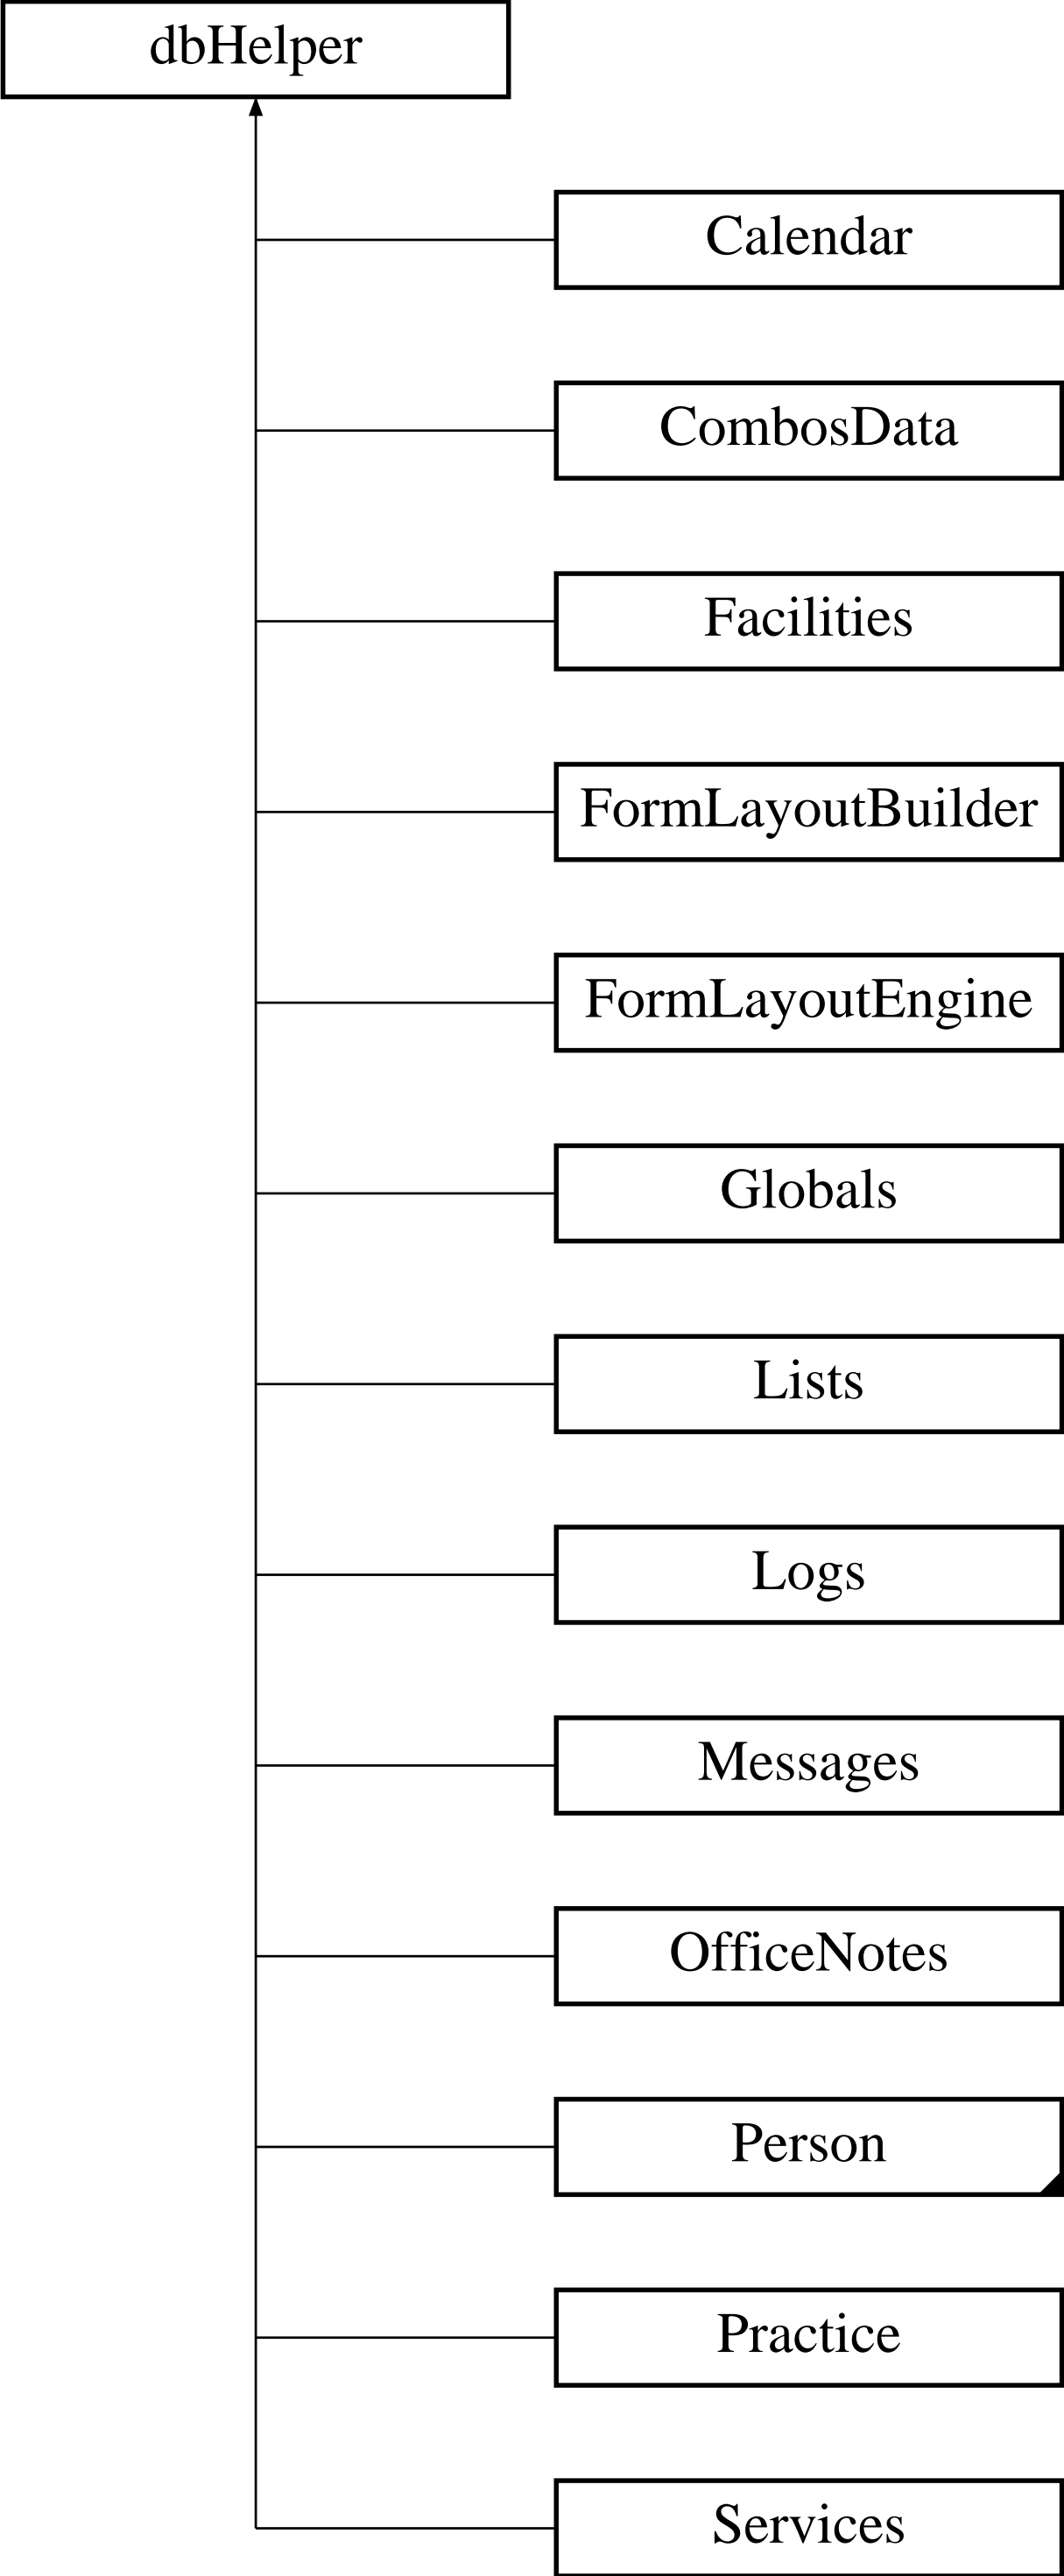 dbHelper
Calendar
CombosData
Facilities
FormLayoutBuilder
FormLayoutEngine
Globals
Lists
Logs
Messages
OfficeNotes
Person
Practice
Services